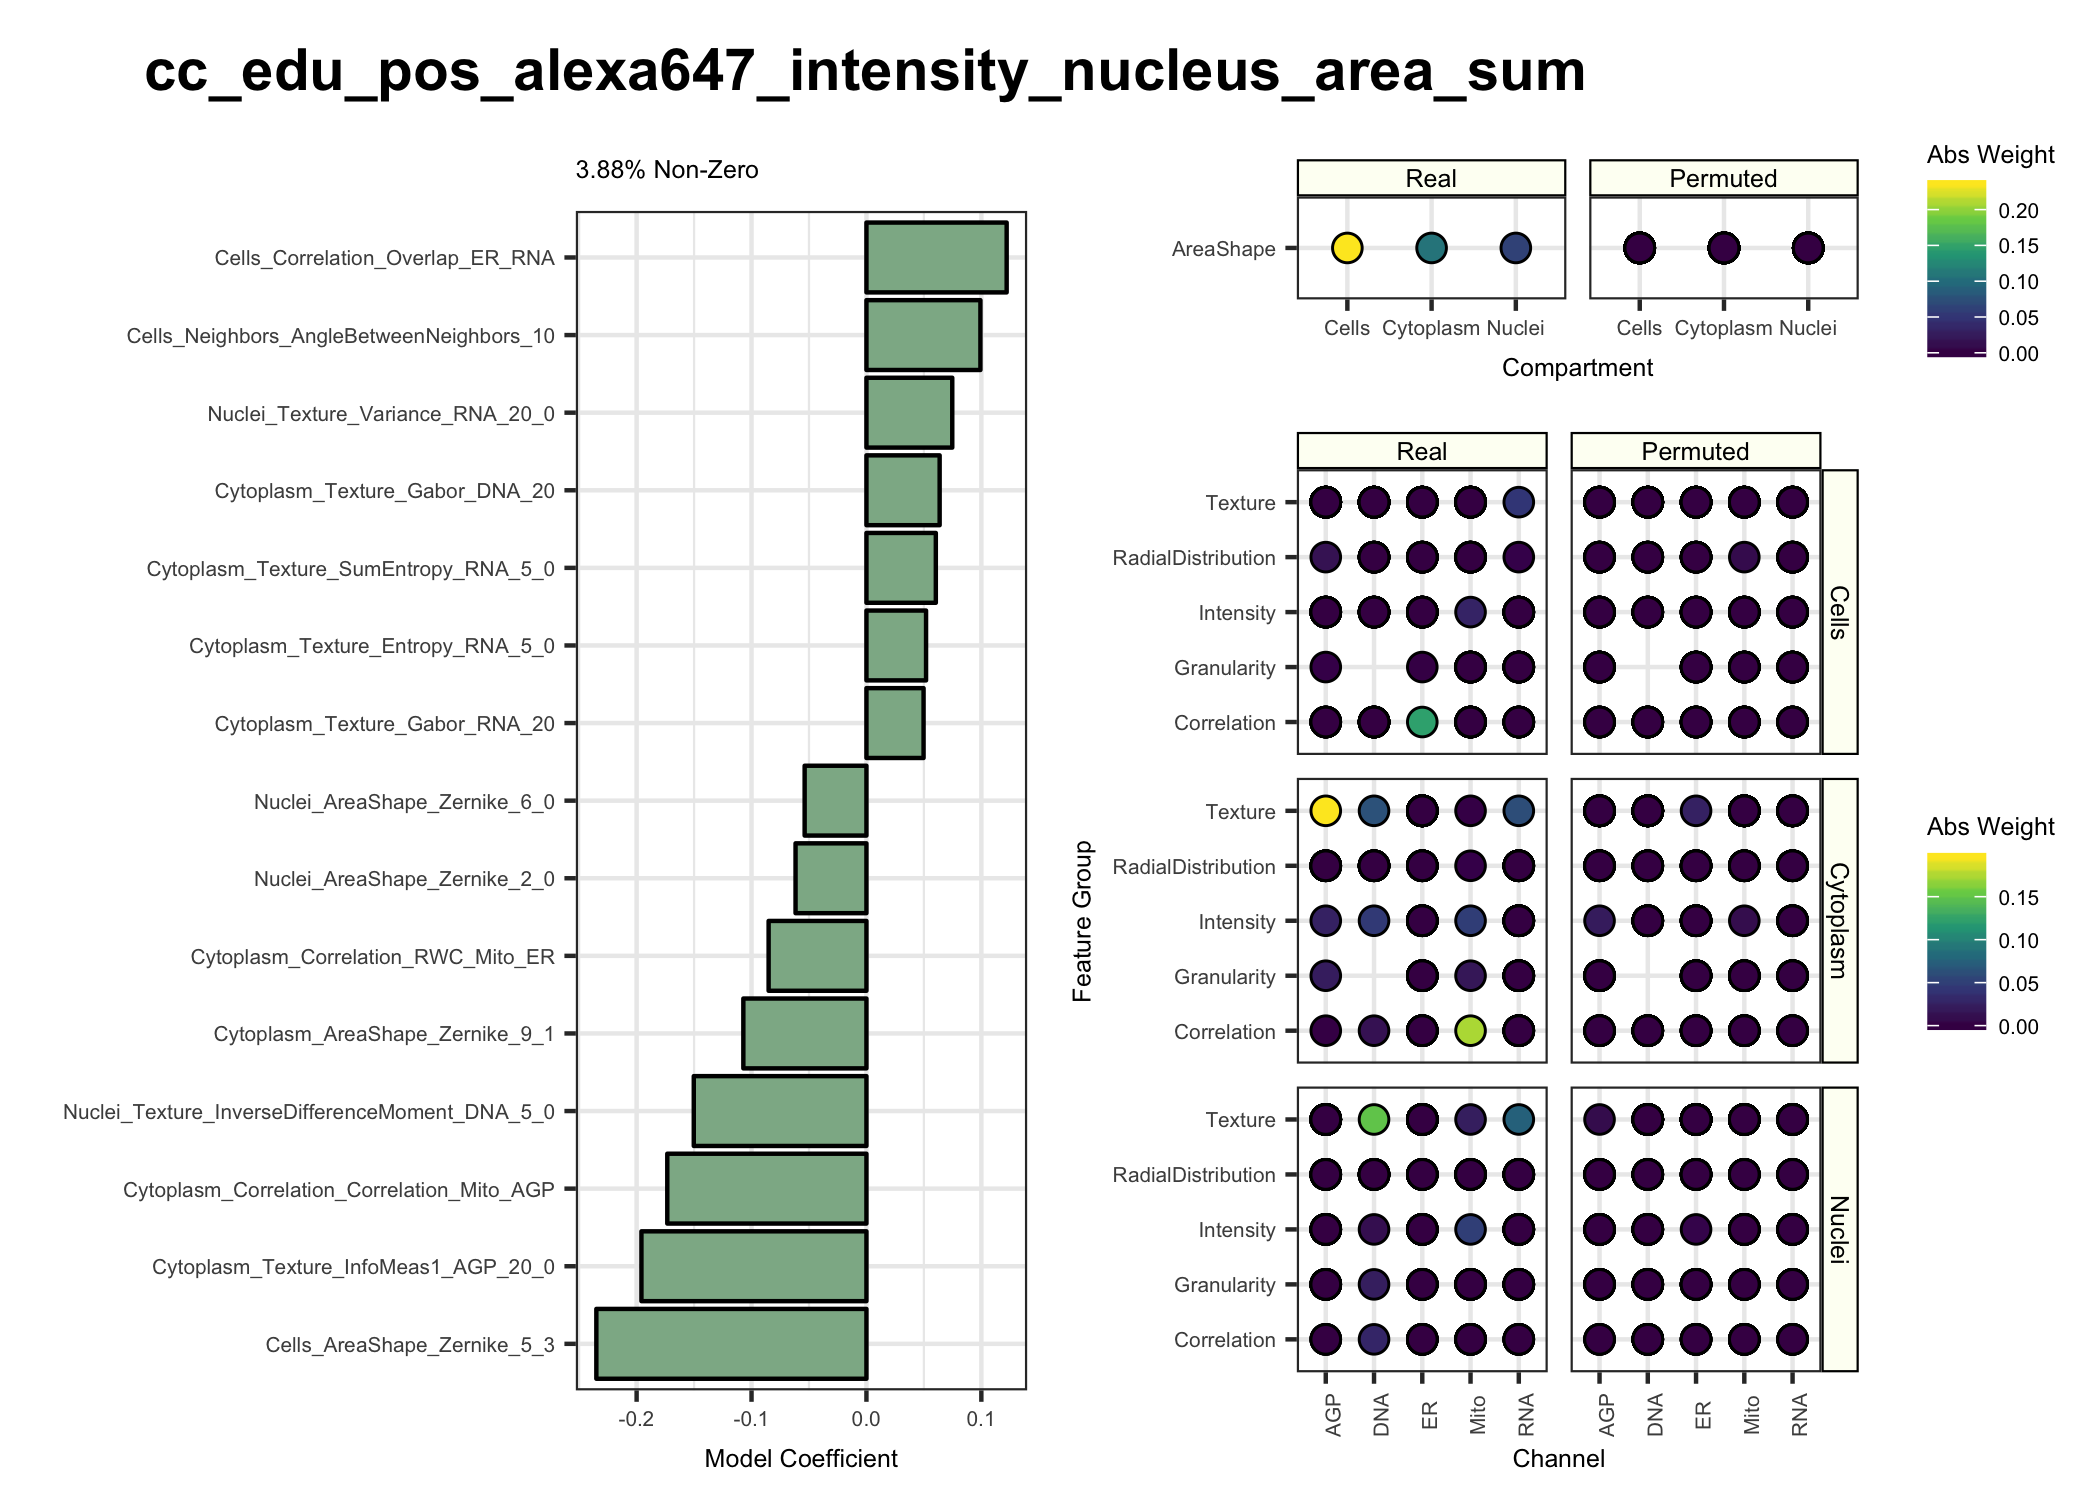 cc_edu_pos_alexa647_intensity_nucleus_area_sum
3.88% Non-Zero
Cells_Correlation_Overlap_ER_RNA
Cells_Neighbors_AngleBetweenNeighbors_10
Nuclei_Texture_Variance_RNA_20_0
Cytoplasm_Texture_Gabor_DNA_20
Cytoplasm_Texture_SumEntropy_RNA_5_0
Cytoplasm_Texture_Entropy_RNA_5_0
Cytoplasm_Texture_Gabor_RNA_20
Nuclei_AreaShape_Zernike_6_0
Nuclei_AreaShape_Zernike_2_0
Cytoplasm_Correlation_RWC_Mito_ER
Cytoplasm_AreaShape_Zernike_9_1
Nuclei_Texture_InverseDifferenceMoment_DNA_5_0
Cytoplasm_Correlation_Correlation_Mito_AGP
Cytoplasm_Texture_InfoMeas1_AGP_20_0
Cells_AreaShape_Zernike_5_3
-0.2 -0.1 0.0 0.1
Model Coefficient
Real Permuted
AreaShape
Cells Cytoplasm Nuclei Cells Cytoplasm Nuclei
Compartment
Abs Weight
0.20
0.15
0.10
0.05
0.00
Feature Group
Real Permuted
Texture
RadialDistribution
Intensity
Granularity
Correlation
Cells
Texture
RadialDistribution
Intensity
Granularity
Correlation
Cytoplasm
Texture
RadialDistribution
Intensity
Granularity
Correlation
Nuclei
AGP DNA ER Mito RNA AGP DNA ER Mito RNA
Channel
Abs Weight
0.15
0.10
0.05
0.00